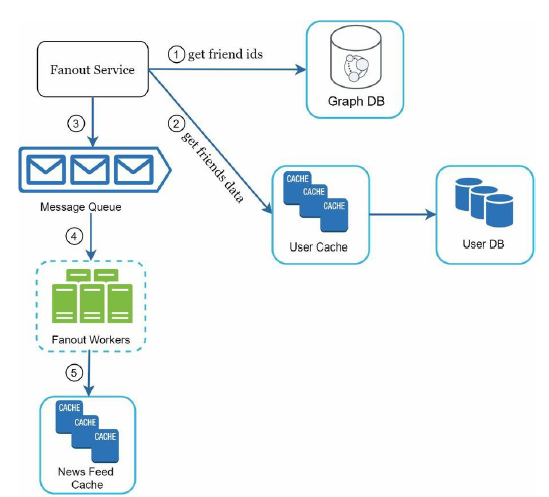 ① get friend ids
Fanout Service
Graph DB
③
② get friends data
Message Queue
CACHE
CACHE
CACHE
User Cache
User DB
④
Fanout Workers
⑤
CACHE
CACHE
CACHE
News Feed
Cache